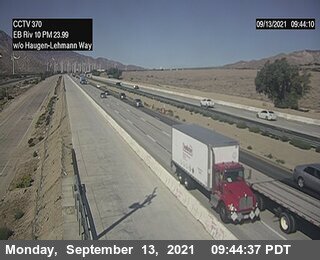 CCTV 370
EB Riv 10 PM 23.99
w/o Haugen-Lehmann Way
09/13/2021 09:44:10
Monday, September 13, 2021 09:44:37 PDT